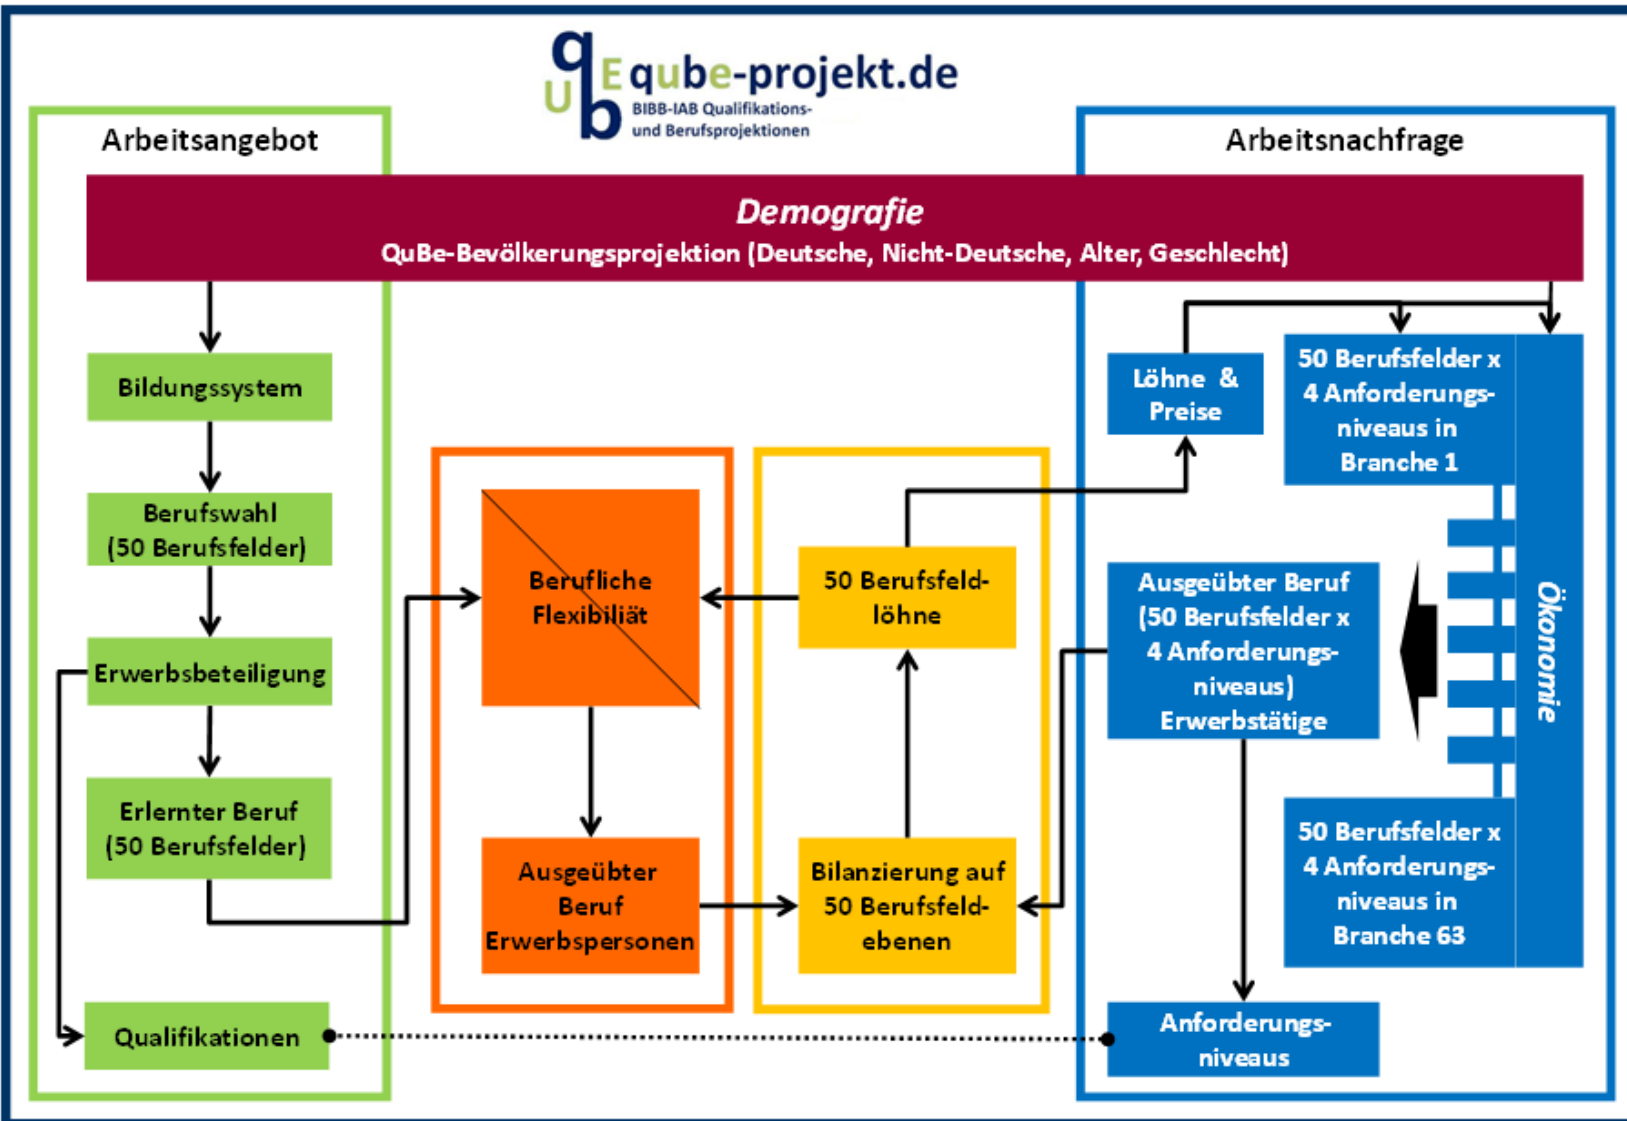 qUbE qube-projekt.de
BIBB-IAB Qualifikations-
und Berufsprojektionen
Arbeitsangebot
Arbeitsnachfrage
Demografie
QuBe-Bevölkerungsprojektion (Deutsche, Nicht-Deutsche, Alter, Geschlecht)
Bildungssystem
Berufswahl
(50 Berufsfelder)
Erwerbsbeteiligung
Erlernter Beruf
(50 Berufsfelder)
Qualifikationen
Berufliche
Flexibiliät
Ausgeübter
Beruf
Erwerbspersonen
50 Berufsfeld-
löhne
Bilanzierung auf
50 Berufsfeld-
ebenen
Löhne &
Preise
50 Berufsfelder x
4 Anforderungs-
niveaus in
Branche 1
Ausgeübter Beruf
(50 Berufsfelder x
4 Anforderungs-
niveaus)
Erwerbstätige
Ökonomie
50 Berufsfelder x
4 Anforderungs-
niveaus in
Branche 63
Anforderungs-
niveaus